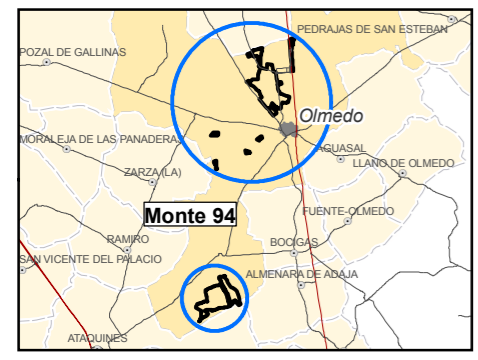 PEDRAJAS DE SAN ESTEBAN
POZAL DE GALLINAS
Olmedo
MORALEJA DE LAS PANADERAS
AGUASAL
LLANO DE OLMEDO
ZARZA (LA)
Monte 94
FUENTE-OLMEDO
RAMIRO
BOCIGAS
SAN VICENTE DEL PALACIO
ALMENARA DE ADAJA
ATAQUINES